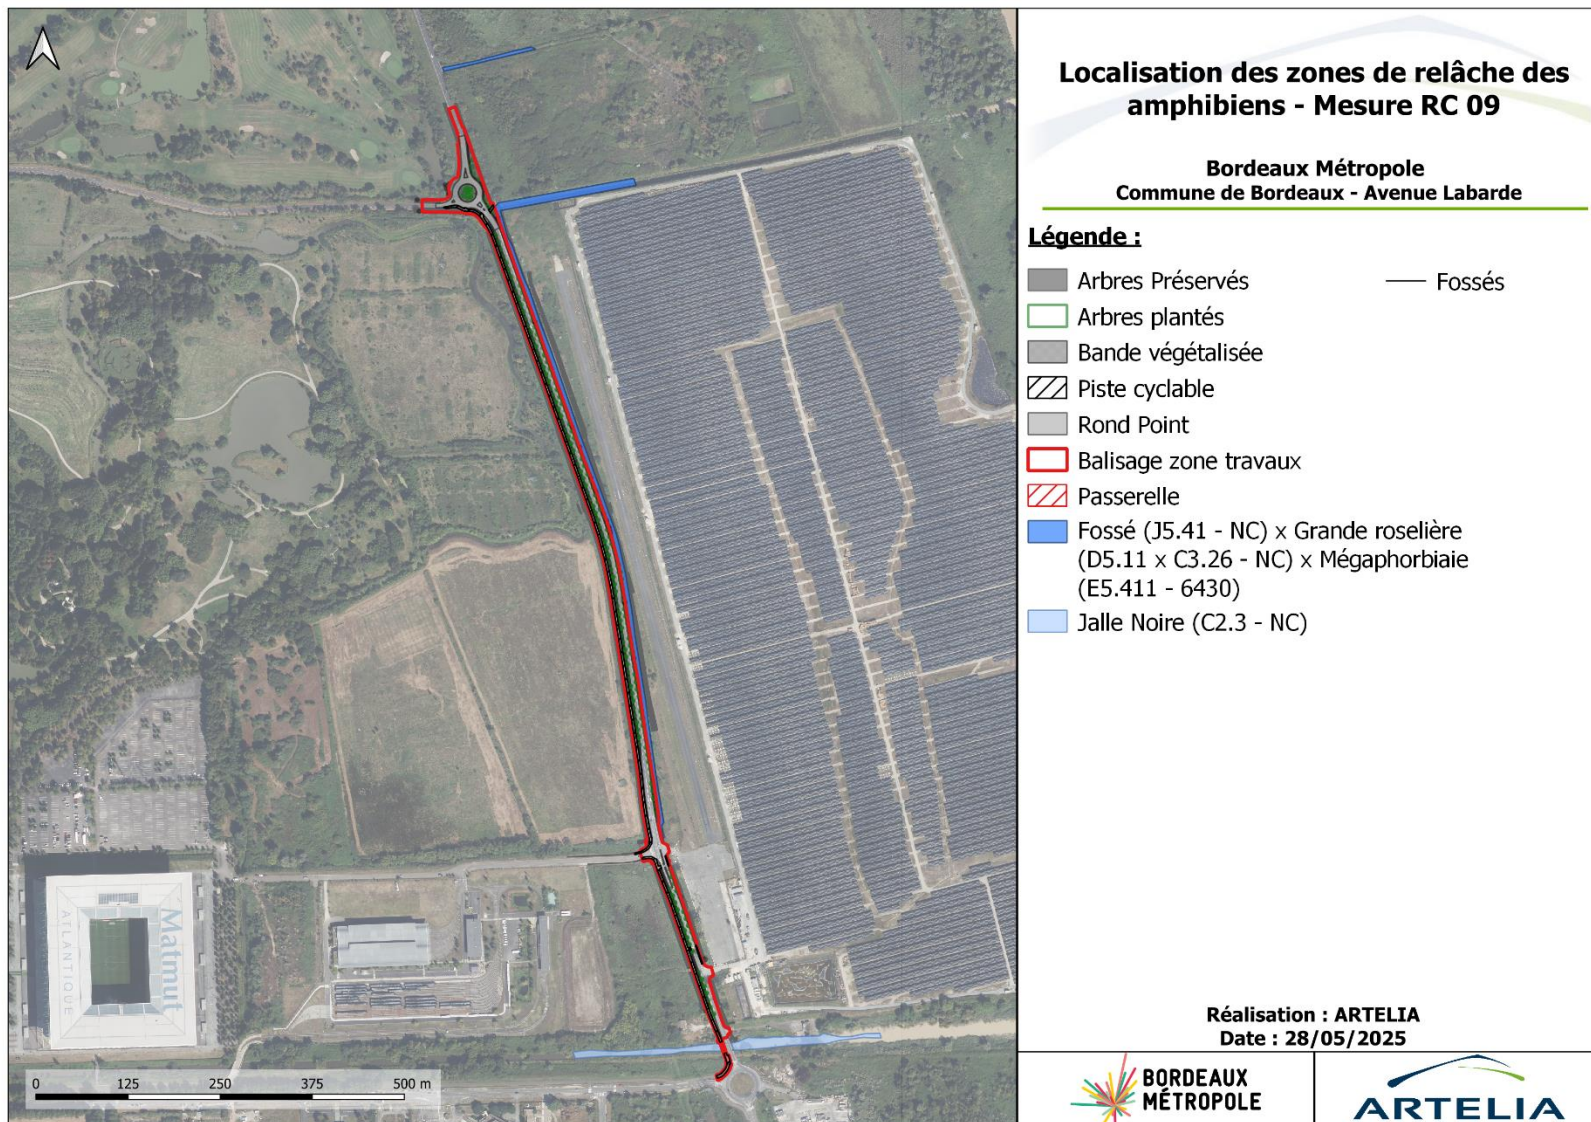 Localisation des zones de relâche des
amphibiens - Mesure RC 09
Bordeaux Métropole
Commune de Bordeaux - Avenue Labarde
Légende :
Arbres Préservés
Fossés
Arbres plantés
Bande végétalisée
Piste cyclable
Rond Point
Balisage zone travaux
Passerelle
Fossé (J5.41 - NC) x Grande roselière
(D5.11 x C3.26 - NC) x Mégaphorbiaie
(E5.411 - 6430)
Jalle Noire (C2.3 - NC)
Matmut
ATLANTIQUE
0 125 250 375 500 m
Réalisation : ARTELIA
Date : 28/05/2025
BORDEAUX
MÉTROPOLE
ARTELIA